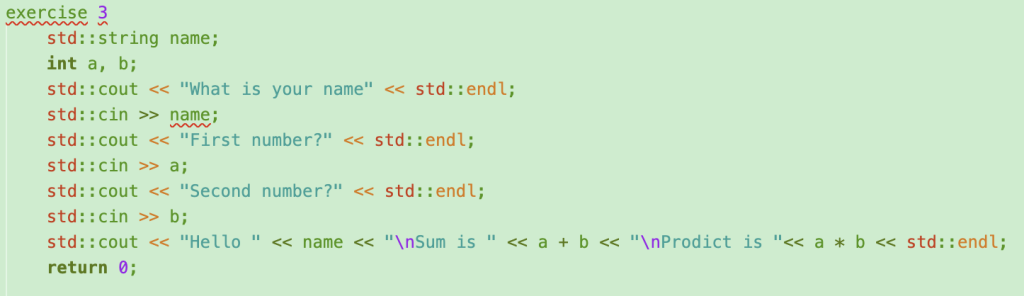 exercise 3
    std::string name;
    int a, b;
    std::cout << "What is your name" << std::endl;
    std::cin >> name;
    std::cout << "First number?" << std::endl;
    std::cin >> a;
    std::cout << "Second number?" << std::endl;
    std::cin >> b;
    std::cout << "Hello " << name << "\nSum is " << a + b << "\nProdict is "<< a * b << std::endl;
    return 0;